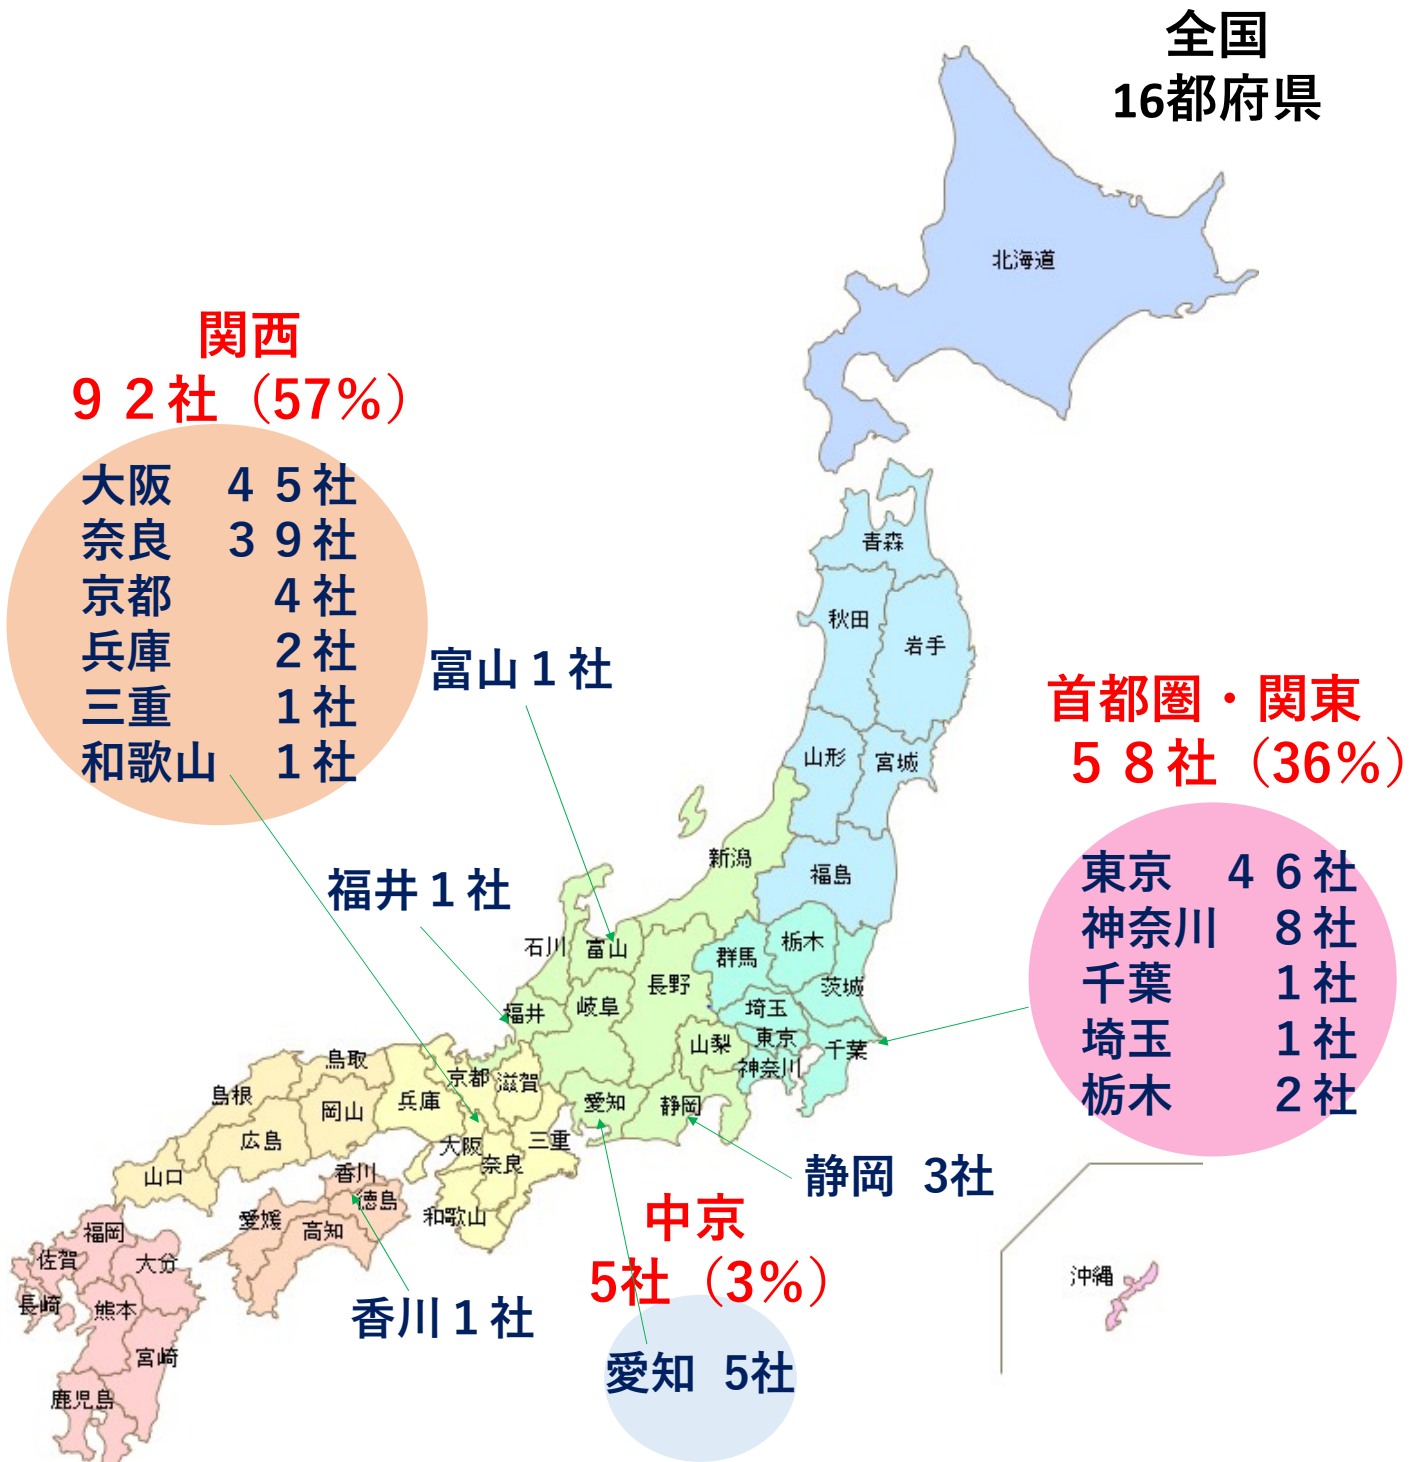 全国
16都府県
北海道
関西
９２社（57％）
大阪　４５社
奈良　３９社
京都　　４社
兵庫　　２社
三重　　１社
和歌山　１社
富山１社
福井１社
首都圏・関東
５８社（36％）
東京　４６社
神奈川　８社
千葉　　１社
埼玉　　１社
栃木　　２社
青森
秋田
岩手
山形
宮城
新潟
福島
石川
富山
群馬
栃木
長野
茨城
福井
岐阜
埼玉
山梨
東京
千葉
神奈川
鳥取
京都
滋賀
島根
岡山
兵庫
愛知
静岡
広島
大阪
三重
奈良
山口
香川
徳島
和歌山
愛媛
高知
福岡
佐賀
大分
長崎
熊本
宮崎
鹿児島
沖縄
静岡 3社
中京
5社（3％）
愛知 5社
香川１社